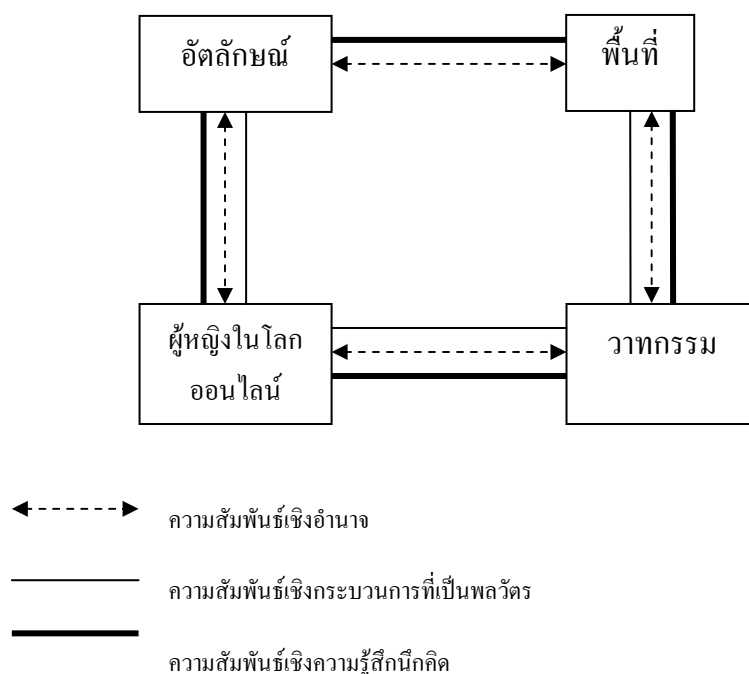 อัตลักษณ์
พื้นที่
ผู้หญิงในโลก
ออนไลน์
วาทกรรม
ความสัมพันธ์เชิงอำนาจ
ความสัมพันธ์เชิงกระบวนการที่เป็นพลวัตร
ความสัมพันธ์เชิงความรู้สึกนึกคิด